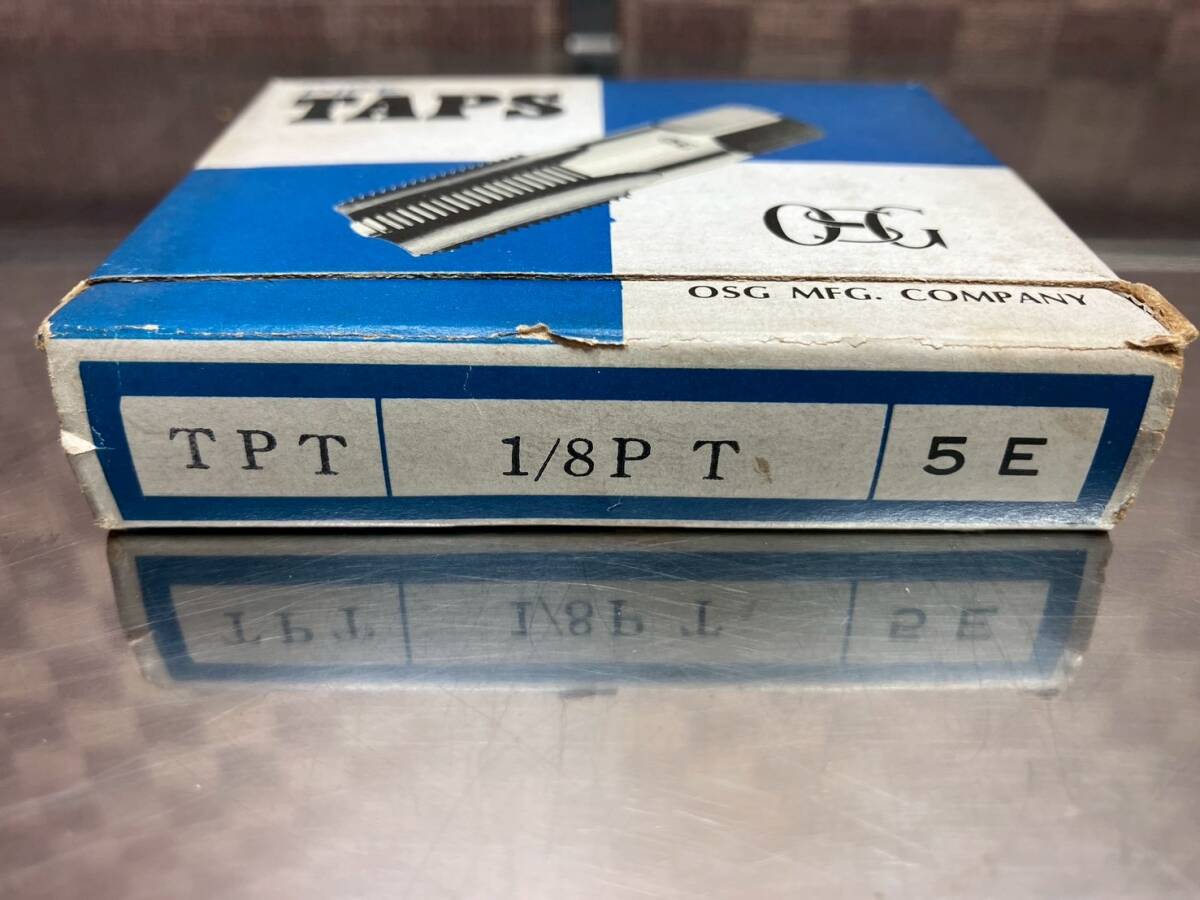 TAPS
OSG
OSG MFG. COMPANY
TPT 1/8PT 5E